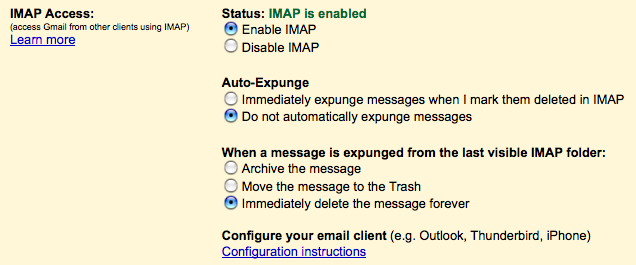 IMAP Access:
(access Gmail from other clients using IMAP)
Learn more
Status: IMAP is enabled
Enable IMAP
Disable IMAP
Auto-Expunge
Immediately expunge messages when I mark them deleted in IMAP
Do not automatically expunge messages
When a message is expunged from the last visible IMAP folder:
Archive the message
Move the message to the Trash
Immediately delete the message forever
Configure your email client (e.g. Outlook, Thunderbird, iPhone)
Configuration instructions